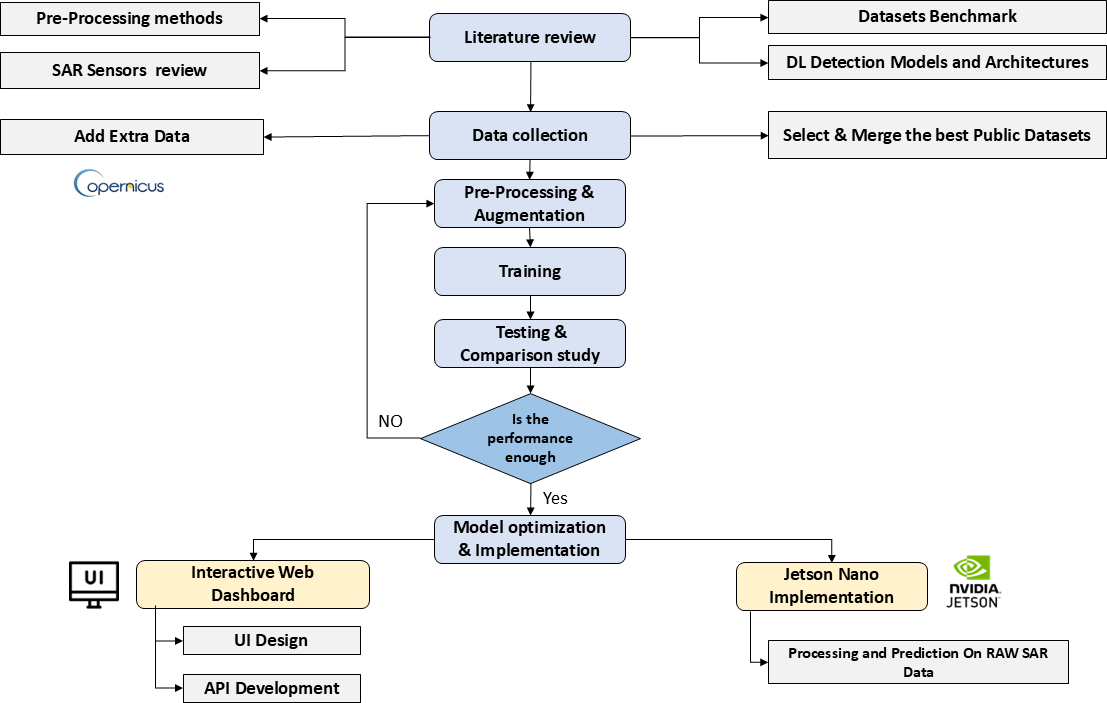 Pre-Processing methods
Literature review
Datasets Benchmark
SAR Sensors review
DL Detection Models and Architectures
Add Extra Data
Data collection
Select & Merge the best Public Datasets
opernicus
Pre-Processing &
Augmentation
Training
Testing &
Comparison study
NO
Is the
performance
enough
Yes
Model optimization
& Implementation
UI
Interactive Web
Dashboard
Jetson Nano
Implementation
NVIDIA.
JETSON
UI Design
API Development
Processing and Prediction On RAW SAR
Data